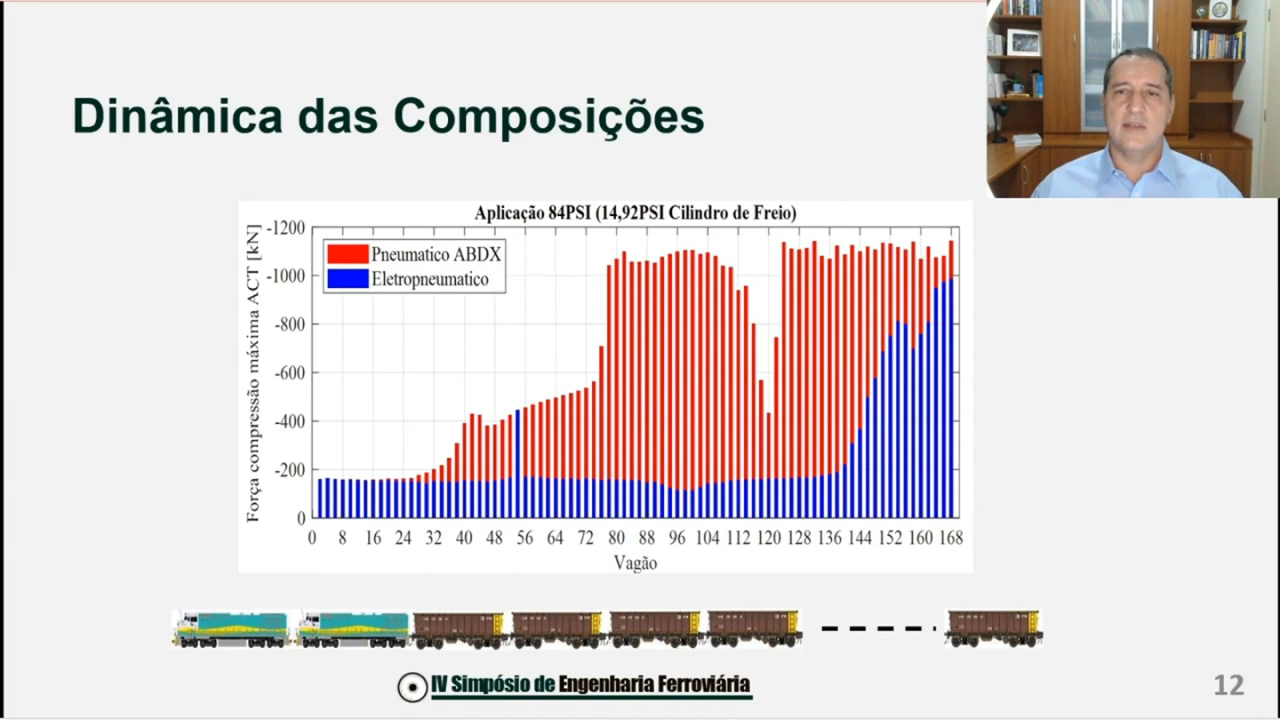 Dinâmica das Composições
Aplicação 84PSI (14,92PSI Cilindro de Freio)
Força compressão máxima ACT [kN]
-1200
-1000
-800
-600
-400
-200
0
Pneumatico ABDX
Eletropneumatico
0 8 16 24 32 40 48 56 64 72 80 88 96 104 112 120 128 136 144 152 160 168
Vagão
IV Simpósio de Engenharia Ferroviária
12